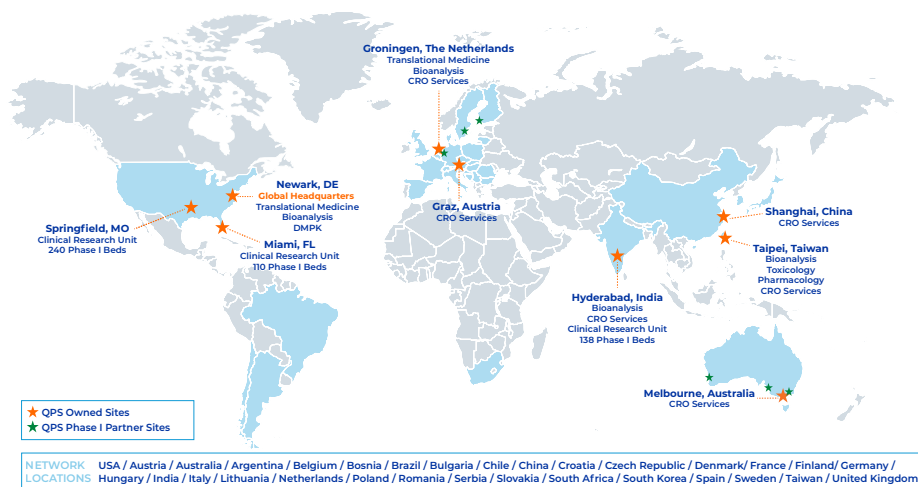 Groningen, The Netherlands
Translational Medicine
Bioanalysis
CRO Services
Newark, DE
Global Headquarters
Translational Medicine
Bioanalysis
DMPK
Springfield, MO
Clinical Research Unit
240 Phase I Beds
Miami, FL
Clinical Research Unit
110 Phase I Beds
Graz, Austria
CRO Services
Shanghai, China
CRO Services
Taipei, Taiwan
Bioanalysis
Toxicology
Pharmacology
CRO Services
Hyderabad, India
Bioanalysis
CRO Services
Clinical Research Unit
138 Phase I Beds
Melbourne, Australia
CRO Services
QPS Owned Sites
QPS Phase I Partner Sites
NETWORK LOCATIONS
USA / Austria / Australia / Argentina / Belgium / Bosnia / Brazil / Bulgaria / Chile / China / Croatia / Czech Republic / Denmark/ France / Finland/ Germany /
Hungary / India / Italy / Lithuania / Netherlands / Poland / Romania / Serbia / Slovakia / South Africa / South Korea / Spain / Sweden / Taiwan / United Kingdom